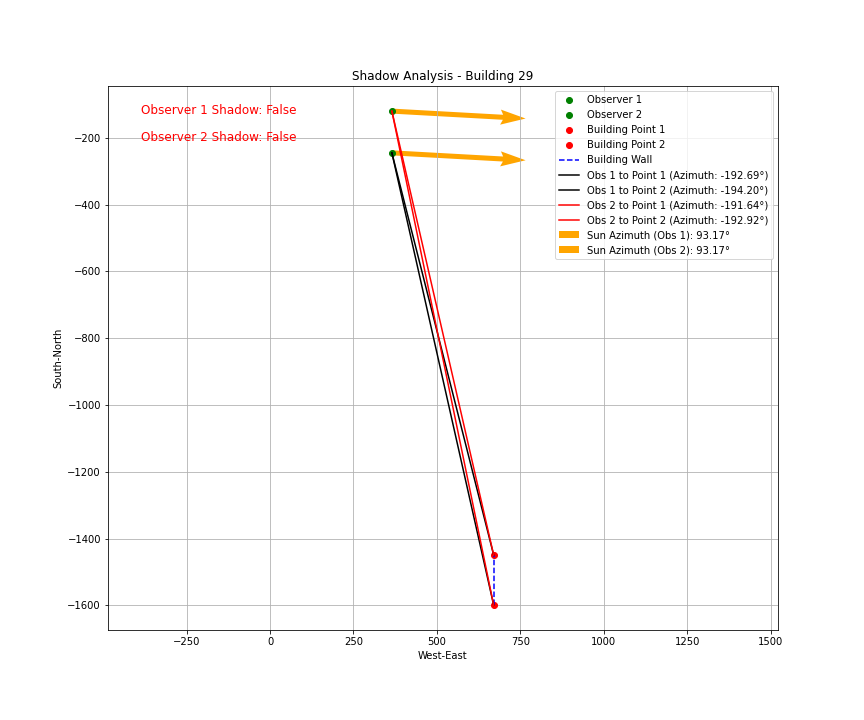 Shadow Analysis - Building 29
Observer 1 Shadow: False
Observer 2 Shadow: False
Observer 1
Observer 2
Building Point 1
Building Point 2
Building Wall
Obs 1 to Point 1 (Azimuth: -192.69°)
Obs 1 to Point 2 (Azimuth: -194.20°)
Obs 2 to Point 1 (Azimuth: -191.64°)
Obs 2 to Point 2 (Azimuth: -192.92°)
Sun Azimuth (Obs 1): 93.17°
Sun Azimuth (Obs 2): 93.17°
South-North
−200
−400
−600
−800
−1000
−1200
−1400
−1600
−250
0
250
500
750
1000
1250
1500
West-East